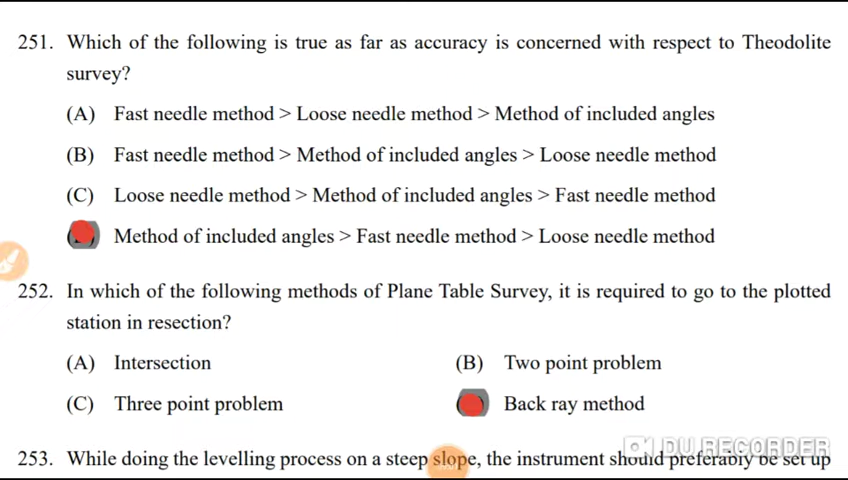 251. Which of the following is true as far as accuracy is concerned with respect to Theodolite
survey?
(A) Fast needle method > Loose needle method > Method of included angles
(B) Fast needle method > Method of included angles > Loose needle method
(C) Loose needle method > Method of included angles > Fast needle method
Method of included angles > Fast needle method > Loose needle method
252. In which of the following methods of Plane Table Survey, it is required to go to the plotted
station in resection?
(A) Intersection (B) Two point problem
(C) Three point problem Back ray method
DU RECORDER
253. While doing the levelling process on a steep slope, the instrument should preferably be set up